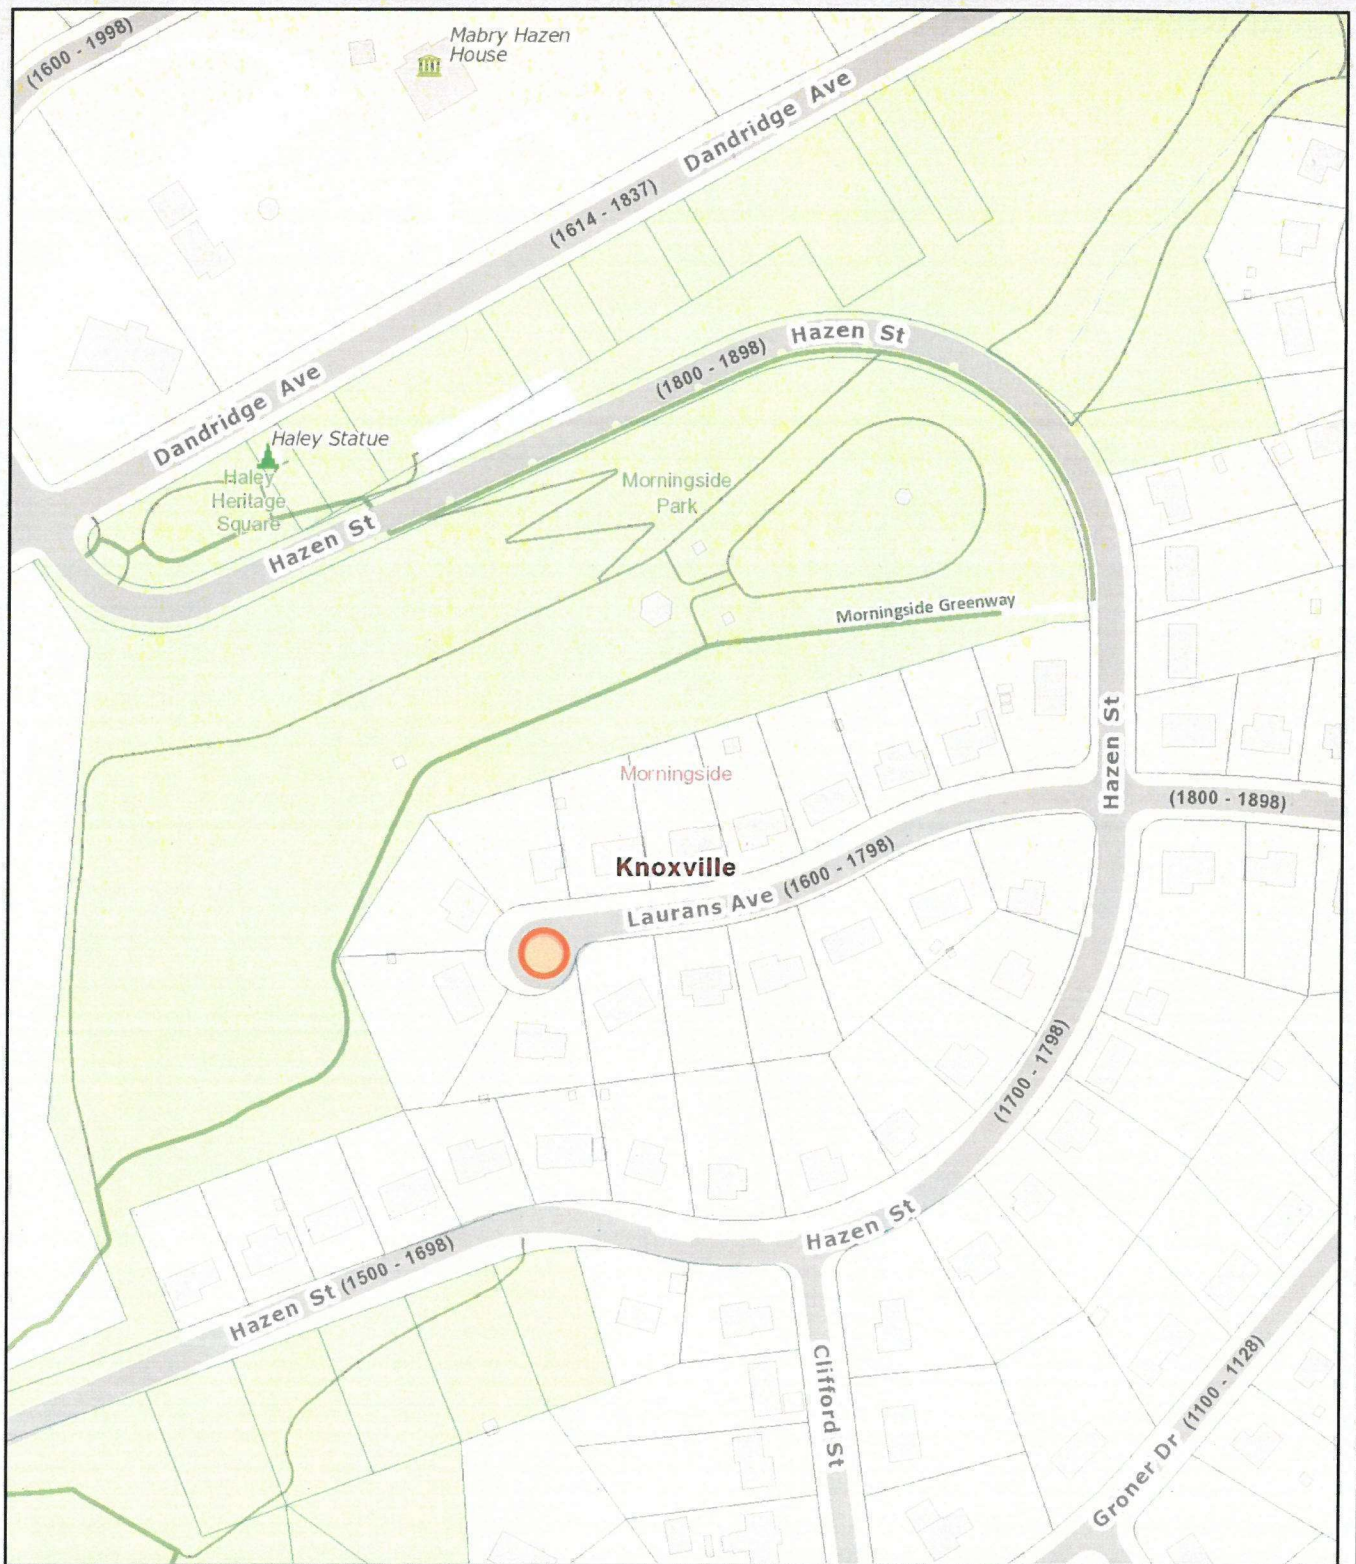 (1600 - 1998)
Mabry Hazen
House
Dandridge Ave
(1614 - 1837)
Hazen St
(1800 - 1898)
Dandridge Ave
Haley Statue
Haley
Heritage
Square
Morningside
Park
Hazen St
Morningside Greenway
Hazen St
Morningside
(1800 - 1898)
Knoxville
(1600 - 1798)
Laurans Ave
(1700 - 1798)
Hazen St
(1500 - 1698)
Hazen St
Clifford St
(1100 - 1128)
Groner Dr